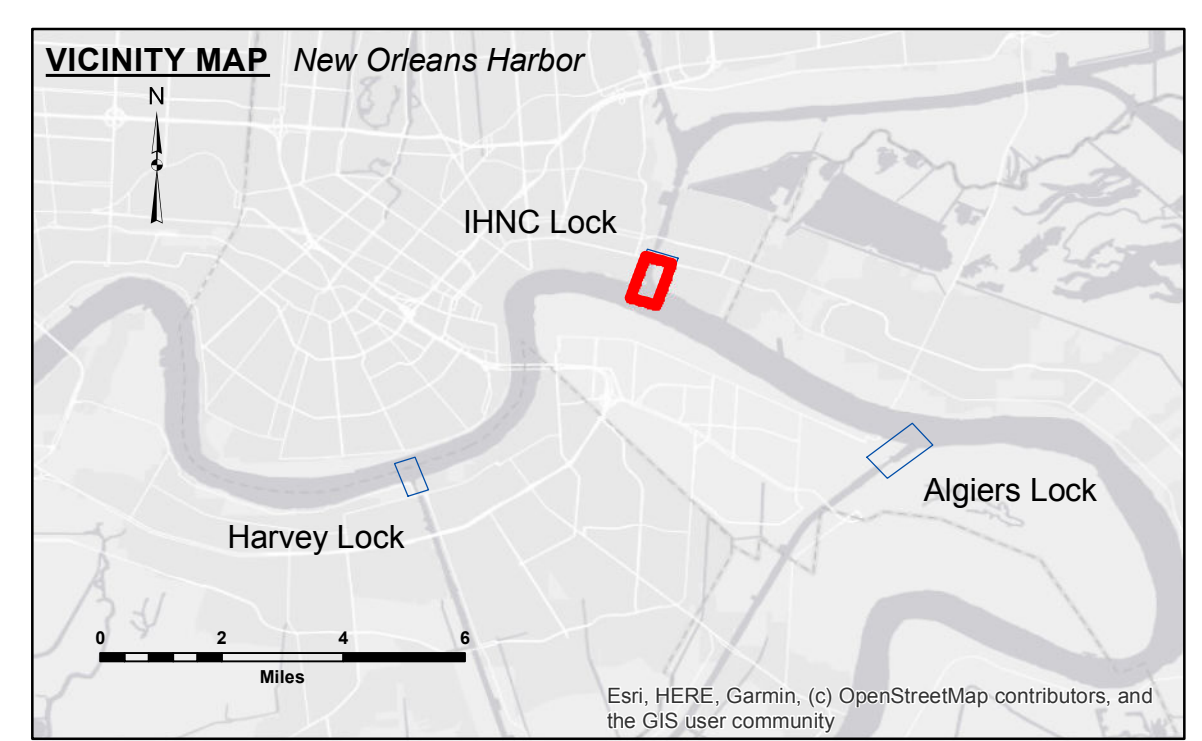 VICINITY MAP New Orleans Harbor
N
IHNC Lock
Algiers Lock
Harvey Lock
0 2 4 6
Miles
Esri, HERE, Garmin, (c) OpenStreetMap contributors, and
the GIS user community